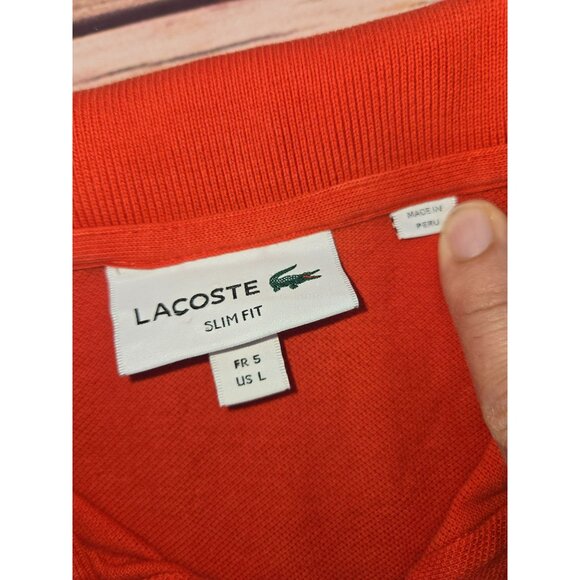 LACOSTE
SLIM FIT
FR 5
US L
MADE IN
PERU